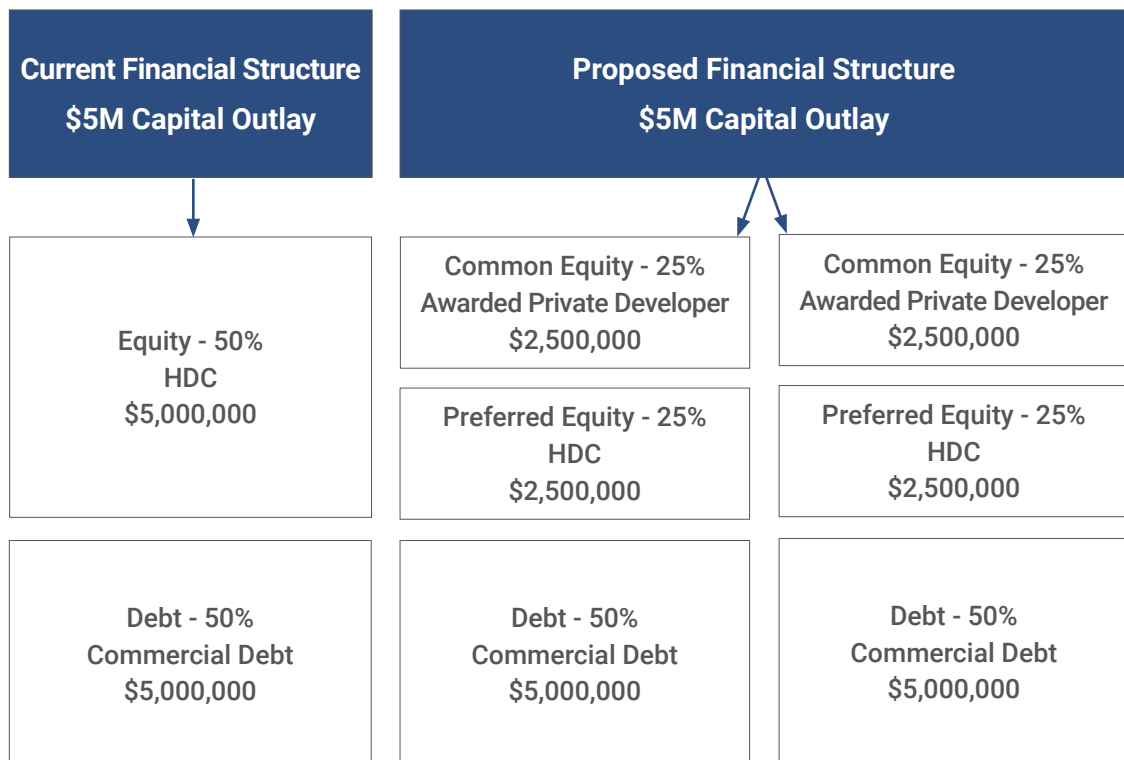 Current Financial Structure
$5M Capital Outlay
Proposed Financial Structure
$5M Capital Outlay
Equity - 50%
HDC
$5,000,000
Common Equity - 25%
Awarded Private Developer
$2,500,000
Common Equity - 25%
Awarded Private Developer
$2,500,000
Preferred Equity - 25%
HDC
$2,500,000
Preferred Equity - 25%
HDC
$2,500,000
Debt - 50%
Commercial Debt
$5,000,000
Debt - 50%
Commercial Debt
$5,000,000
Debt - 50%
Commercial Debt
$5,000,000